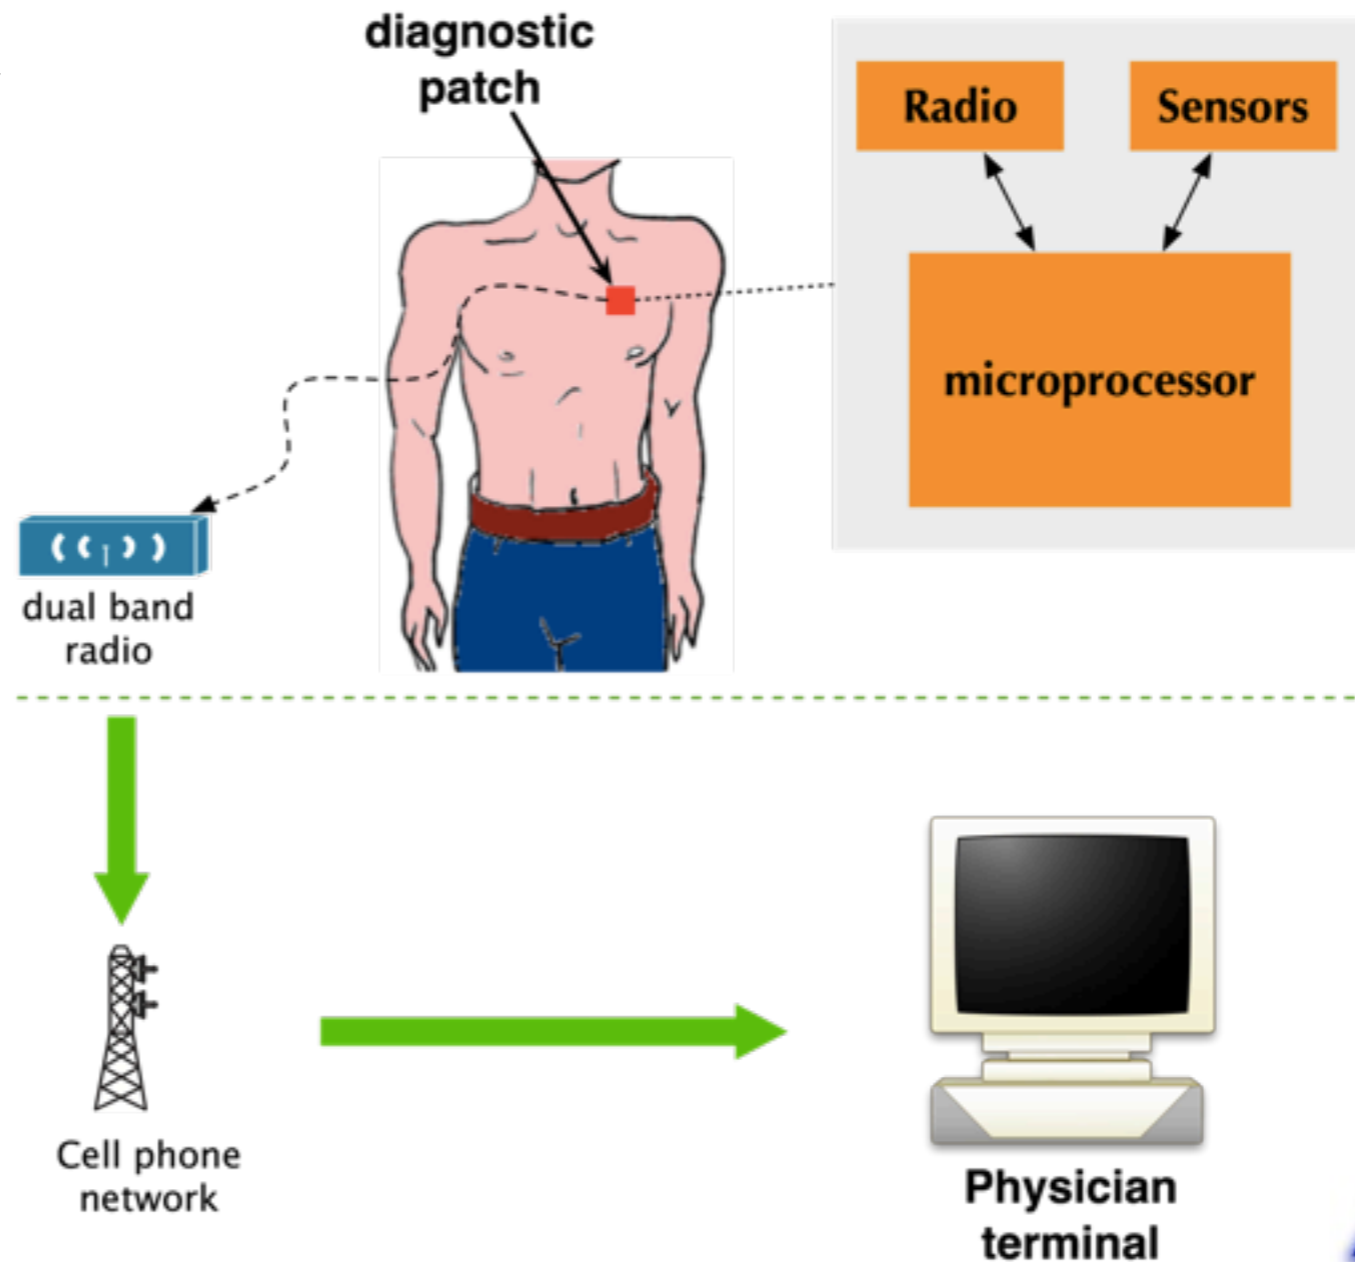 diagnostic
patch
Radio
Sensors
microprocessor
dual band
radio
Cell phone
network
Physician
terminal